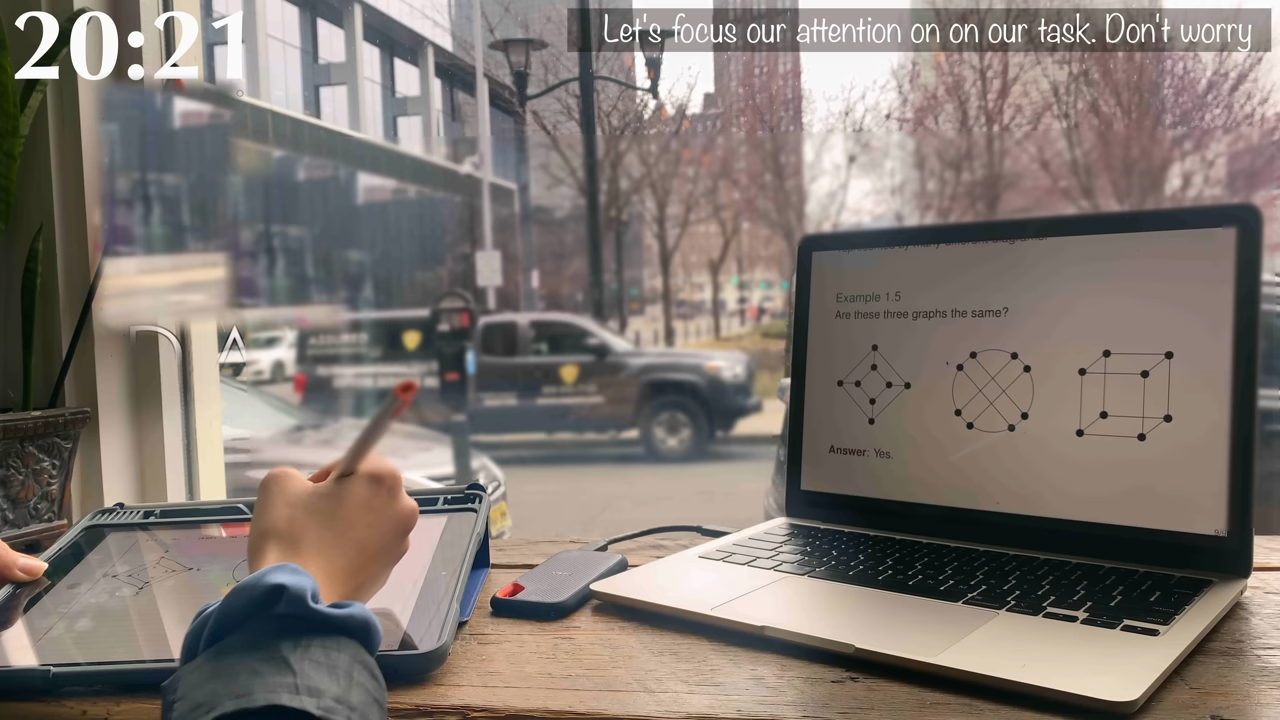 20:21
Let's focus our attention on on our task. Don't worry
Example 1.5
Are these three graphs the same?
Answer: Yes.